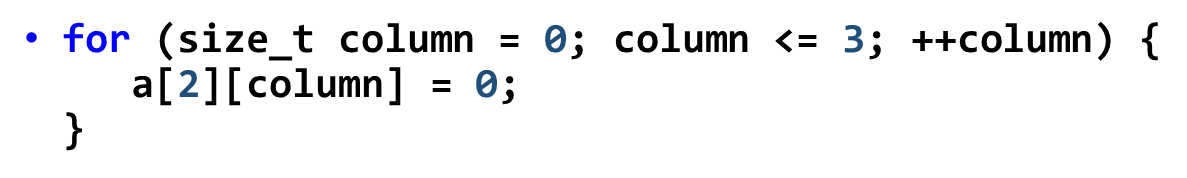 • for (size_t column = 0; column <= 3; ++column) {
a[2][column] = 0;
}